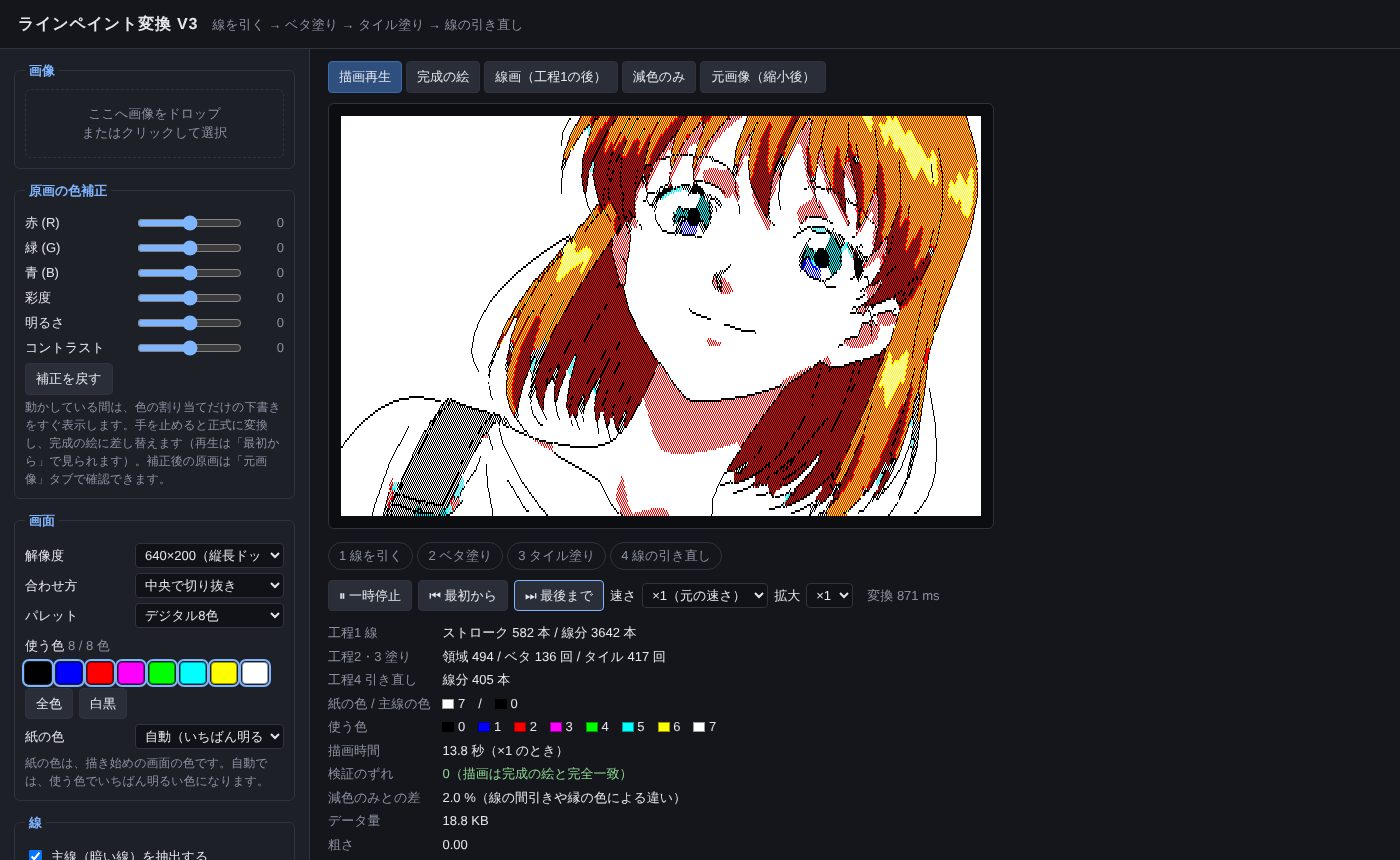 ラインペイント変換 V3 線を引く → ベタ塗り → タイル塗り → 線の引き直し
画像
ここへ画像をドロップ
またはクリックして選択
原画の色補正
赤 (R) 0
緑 (G) 0
青 (B) 0
彩度 0
明るさ 0
コントラスト 0
補正を戻す
動かしている間は、色の割り当てだけの下書き
をすぐ表示します。手を止めると正式に変換
し、完成の絵に差し替えます（再生は「最初か
ら」で見られます）。補正後の原画は「元画
像」タブで確認できます。
画面
解像度 640×200（縦長ドッ
合わせ方 中央で切り抜き
パレット デジタル8色
使う色 8 / 8 色
全色 白黒
紙の色 自動（いちばん明る
紙の色は、描き始めの画面の色です。自動で
は、使う色でいちばん明るい色になります。
線
主線（暗い線）を抽出する
描画再生 完成の絵 線画（工程1の後） 減色のみ 元画像（縮小後）
1 線を引く 2 ベタ塗り 3 タイル塗り 4 線の引き直し
⏸ 一時停止 ⏮ 最初から ⏭ 最後まで 速さ ×1（元の速さ） 拡大 ×1 変換 871 ms
工程1 線 ストローク 582 本 / 線分 3642 本
工程2・3 塗り 領域 494 / ベタ 136 回 / タイル 417 回
工程4 引き直し 線分 405 本
紙の色 / 主線の色 7 / 0
使う色 0 1 2 3 4 5 6 7
描画時間 13.8 秒（×1 のとき）
検証のずれ 0（描画は完成の絵と完全一致）
減色のみとの差 2.0 %（線の間引きや縁の色による違い）
データ量 18.8 KB
粗さ 0.00